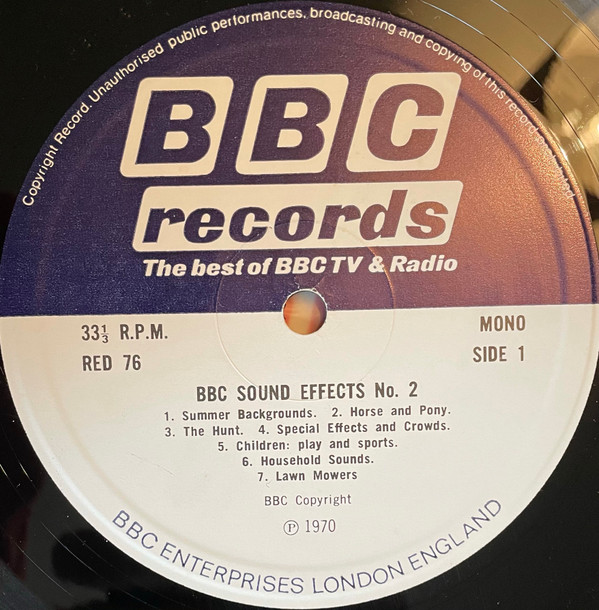 Copyright Record. Unauthorised public performances, broadcasting and copying of this record
BBC
records
The best of BBC TV & Radio
33⅓ R.P.M.
MONO
RED 76
SIDE 1
BBC SOUND EFFECTS No. 2
1. Summer Backgrounds. 2. Horse and Pony.
3. The Hunt. 4. Special Effects and Crowds.
5. Children: play and sports.
6. Household Sounds.
7. Lawn Mowers
BBC Copyright
Ⓟ 1970
BBC ENTERPRISES LONDON ENGLAND